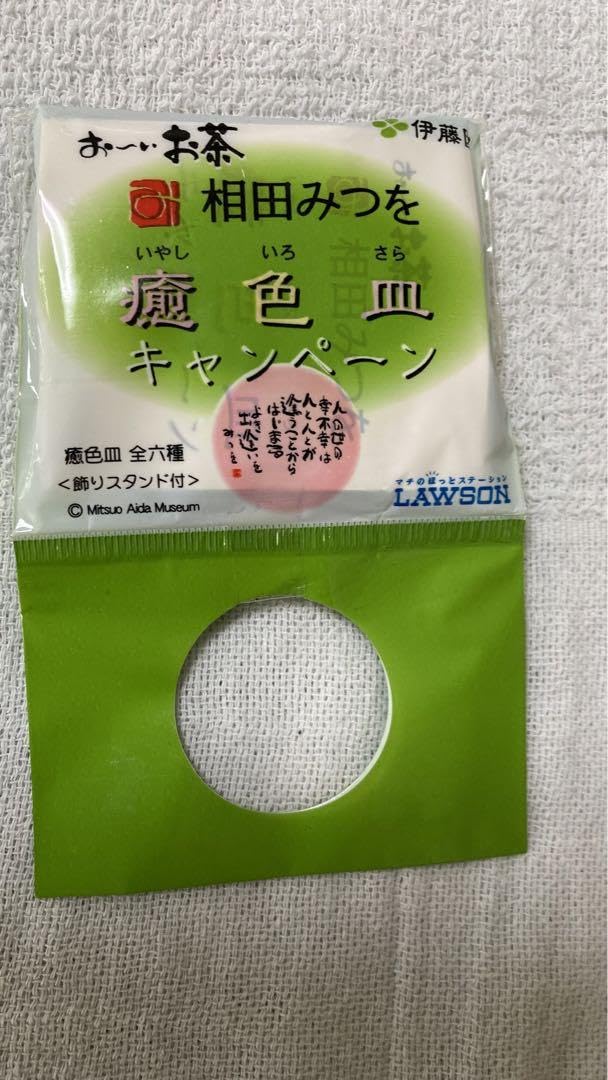 お～いお茶
伊藤
相田みつを
いやし いろ さら
癒色皿
キャンペーン
人の世の
幸不幸は
人と人とが
逢うことから
はじまる
よき出逢いを
みつを
癒色皿 全六種
<飾りスタンド付>
© Mitsuo Aida Museum
マチのほっとステーション
LAWSON